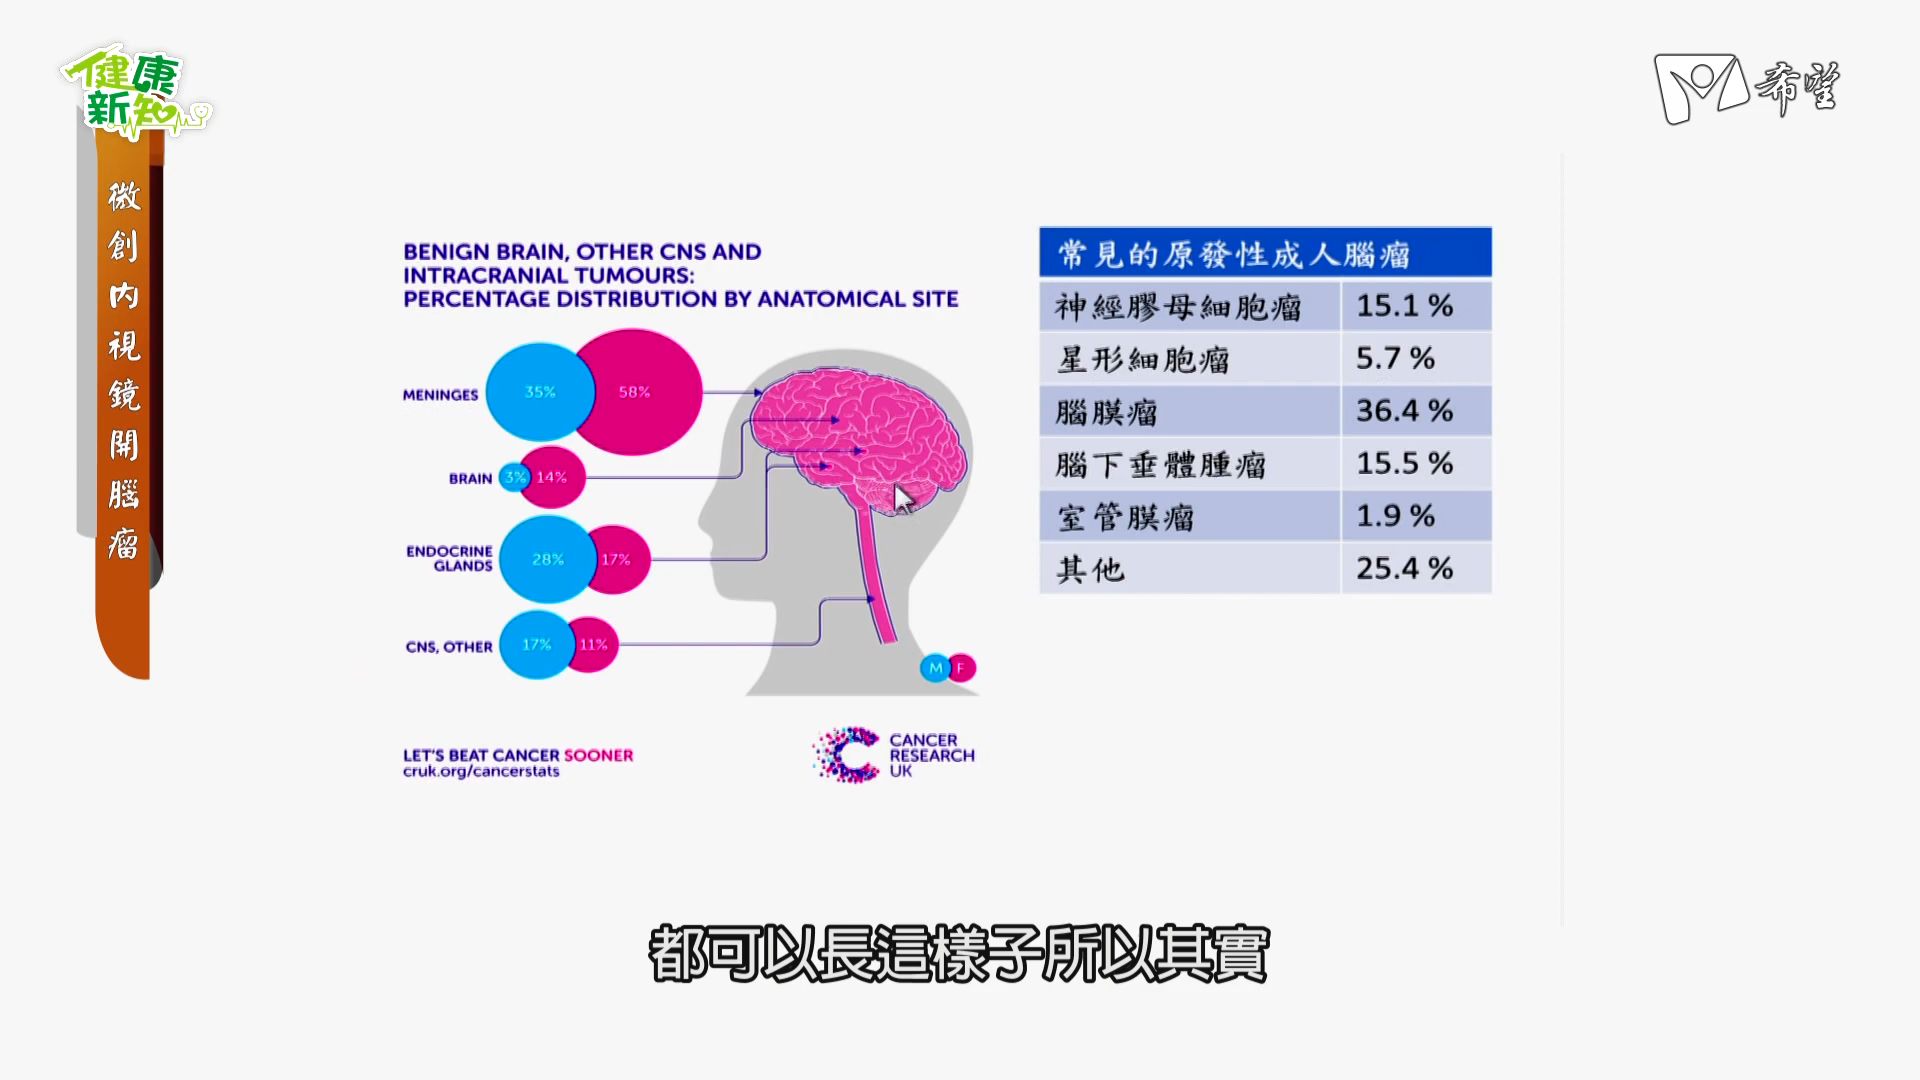 健康
新知
希望
微創內視鏡開腦瘤
BENIGN BRAIN, OTHER CNS AND
INTRACRANIAL TUMOURS:
PERCENTAGE DISTRIBUTION BY ANATOMICAL SITE
MENINGES 35% 58%
BRAIN 3% 14%
ENDOCRINE
GLANDS 28% 17%
CNS, OTHER 17% 11%
M F
LET'S BEAT CANCER SOONER
cruk.org/cancerstats
CANCER
RESEARCH
UK
常見的原發性成人腦瘤
神經膠母細胞瘤 15.1 %
星形細胞瘤 5.7 %
腦膜瘤 36.4 %
腦下垂體腫瘤 15.5 %
室管膜瘤 1.9 %
其他 25.4 %
都可以長這樣子所以其實